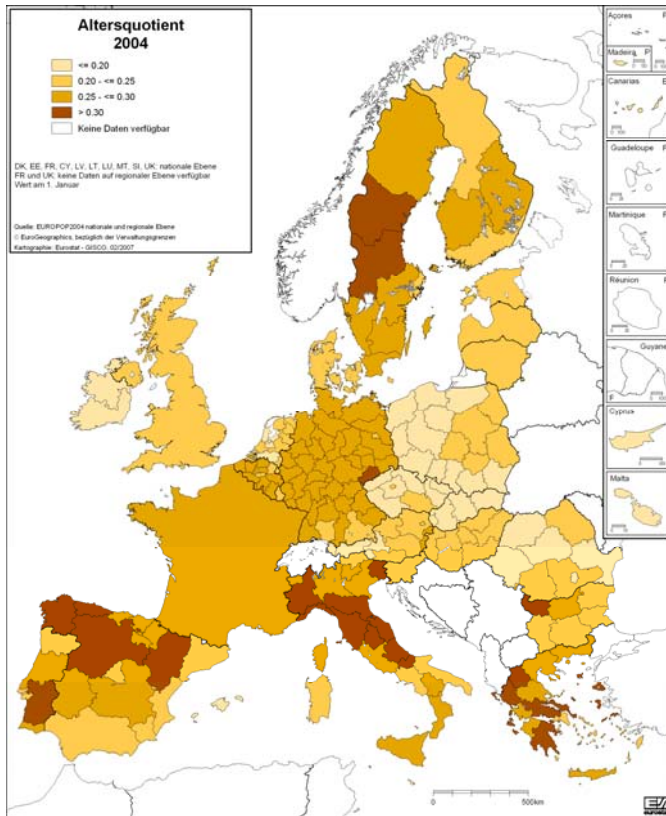 Altersquotient
2004
<= 0.20
0.20 - <= 0.25
0.25 - <= 0.30
> 0.30
Keine Daten verfügbar
DK, EE, FR, CY, LV, LT, LU, MT, SI, UK: nationale Ebene
FR und UK: keine Daten auf regionaler Ebene verfügbar
Wert am 1. Januar
Quelle: EUROPOP2004 nationale und regionale Ebene
© EuroGeographics, bezüglich der Verwaltungsgrenzen
Kartographie: Eurostat - GISCO, 02/2007
Açores P
Madeira P
Canarias E
Guadeloupe F
Martinique F
Réunion F
Guyane
F
Cyprus
Malta
0 500km